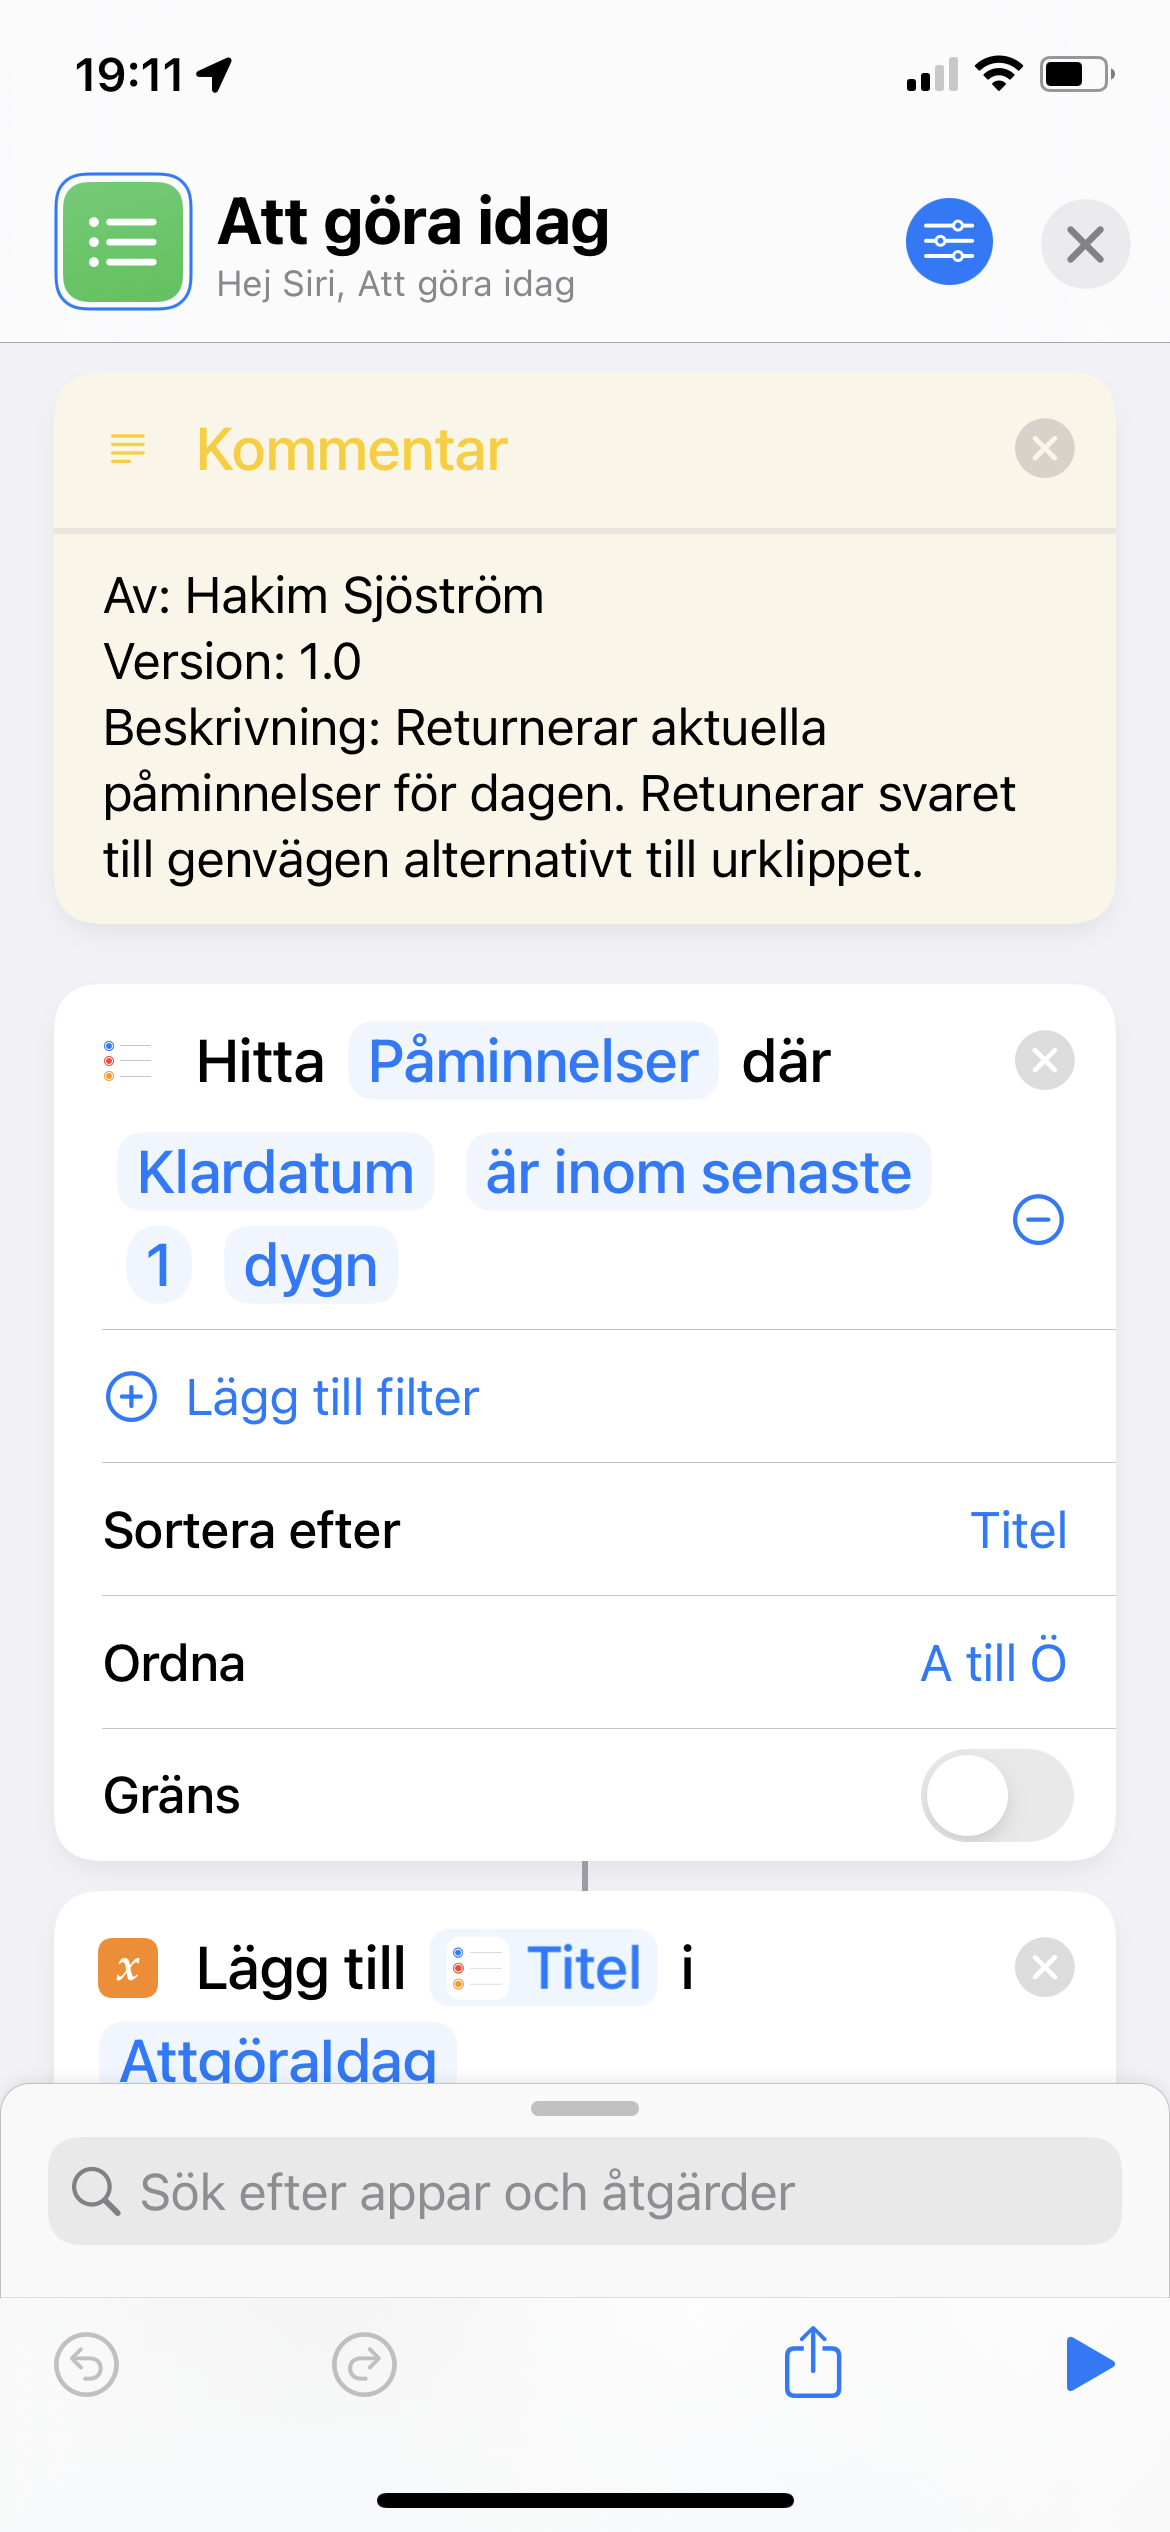 19:11
Att göra idag
Hej Siri, Att göra idag
Kommentar
Av: Hakim Sjöström
Version: 1.0
Beskrivning: Returnerar aktuella
påminnelser för dagen. Retunerar svaret
till genvägen alternativt till urklippet.
Hitta Påminnelser där
Klardatum är inom senaste
1 dygn
Lägg till filter
Sortera efter Titel
Ordna A till Ö
Gräns
x Lägg till Titel i
AttgöraIdag
Sök efter appar och åtgärder